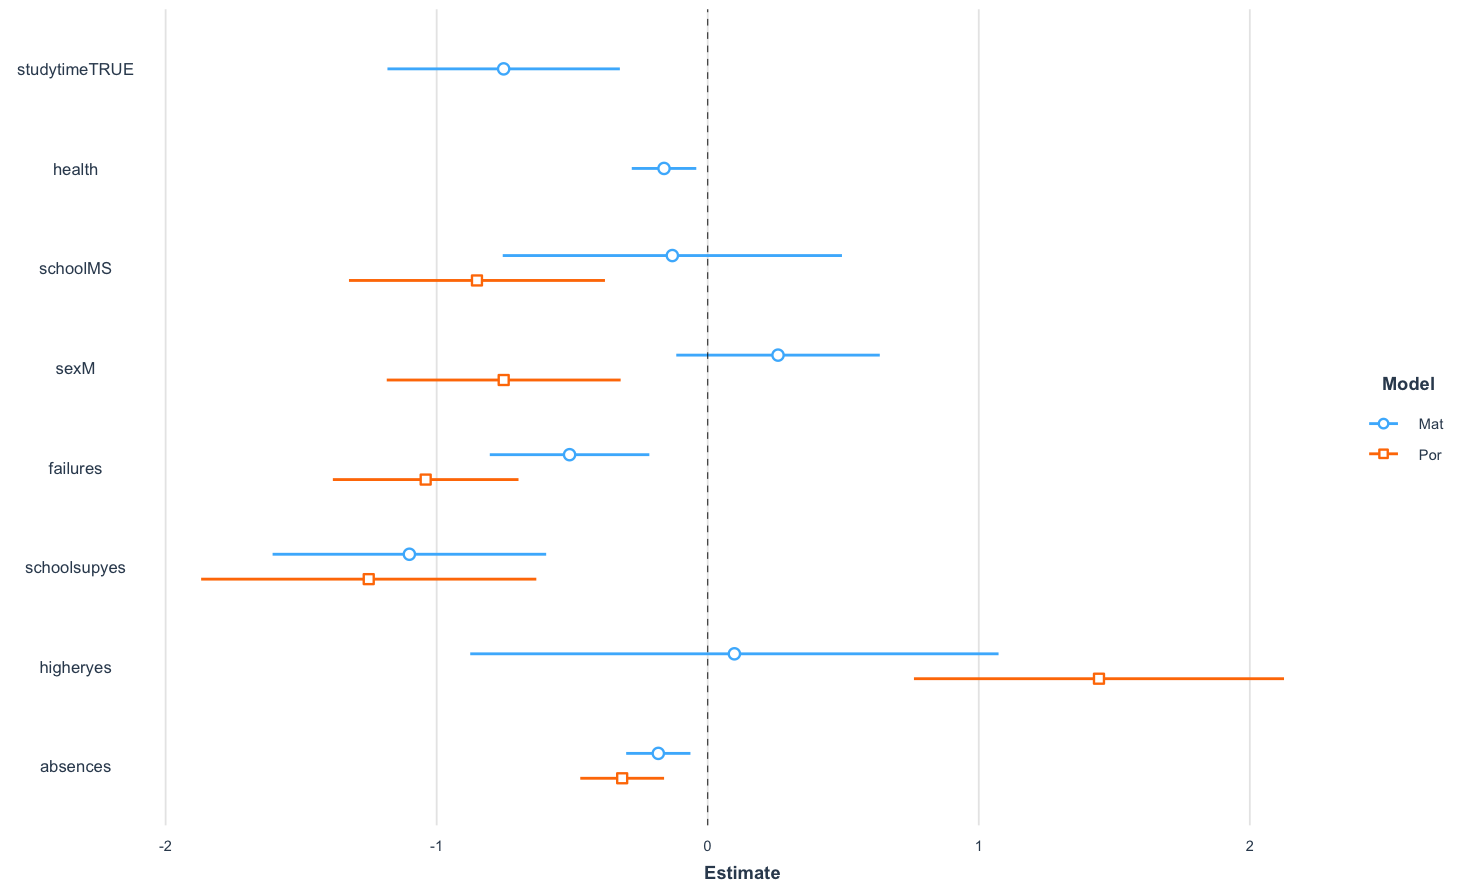 studytimeTRUE
health
schoolMS
sexM
failures
schoolsupyes
higheryes
absences
-2 -1 0 1 2
Estimate
Model
Mat
Por